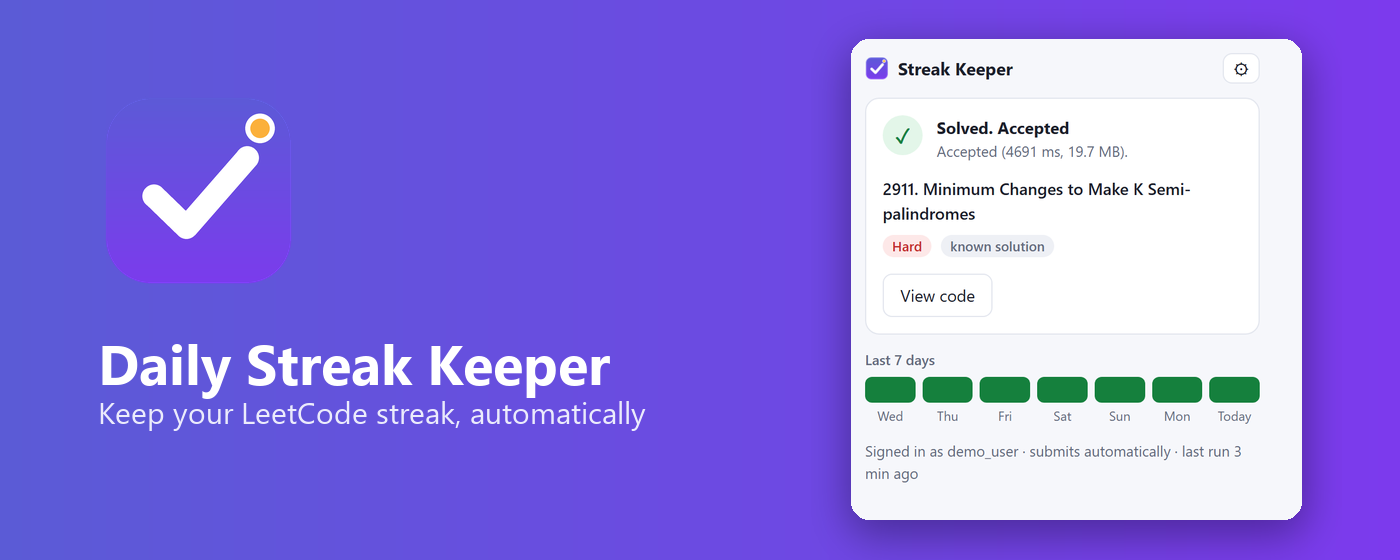 Daily Streak Keeper
Keep your LeetCode streak, automatically
Streak Keeper
Solved. Accepted
Accepted (4691 ms, 19.7 MB).
2911. Minimum Changes to Make K Semi-
palindromes
Hard known solution
View code
Last 7 days
Wed Thu Fri Sat Sun Mon Today
Signed in as demo_user · submits automatically · last run 3
min ago